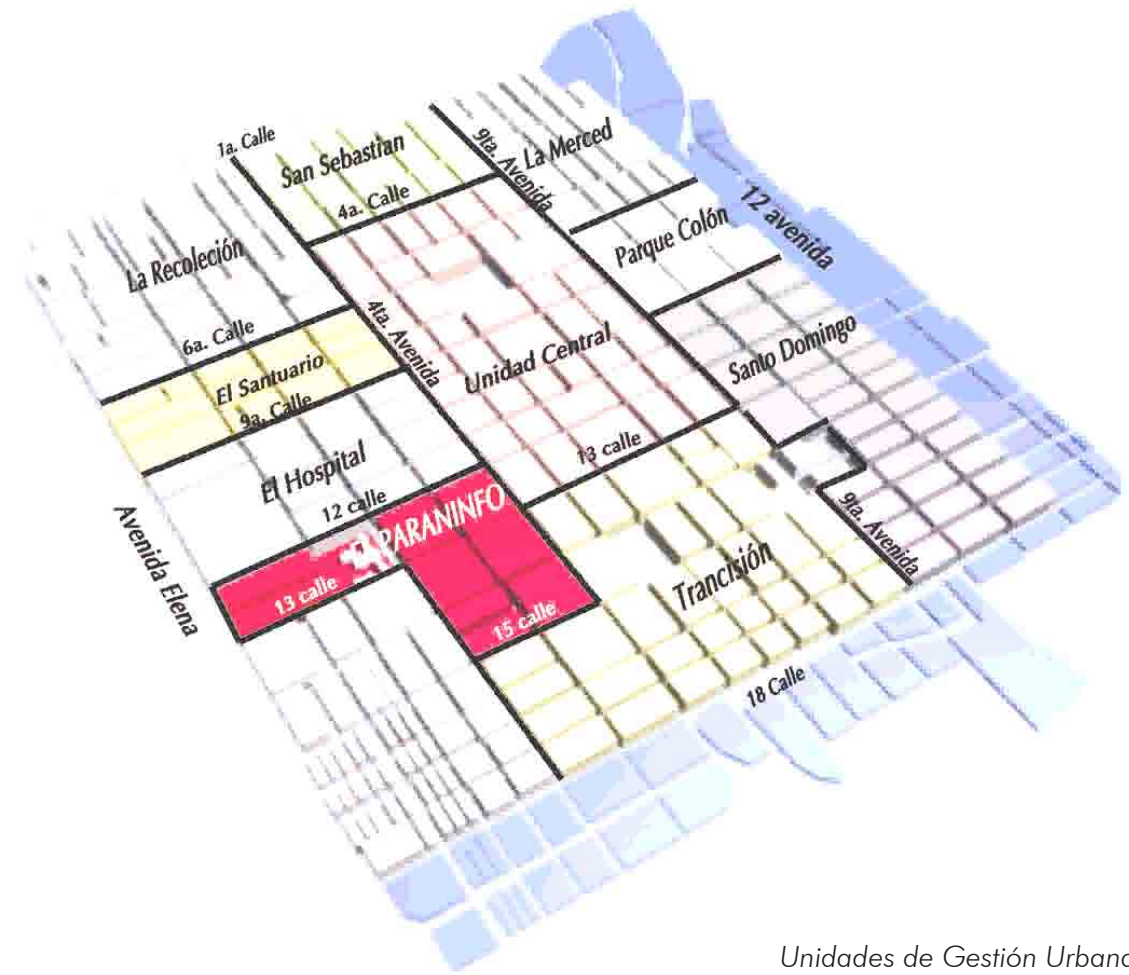 1a. Calle
San Sebastian
9ta. Avenida
La Merced
4a. Calle
12 avenida
Parque Colón
La Recoleción
6a. Calle
4ta. Avenida
El Santuario
Unidad Central
Santo Domingo
9a. Calle
El Hospital
13 calle
12 calle
PARANINFO
Avenida Elena
9ta. Avenida
Trancisión
13 calle
15 calle
18 Calle
Unidades de Gestión Urbana